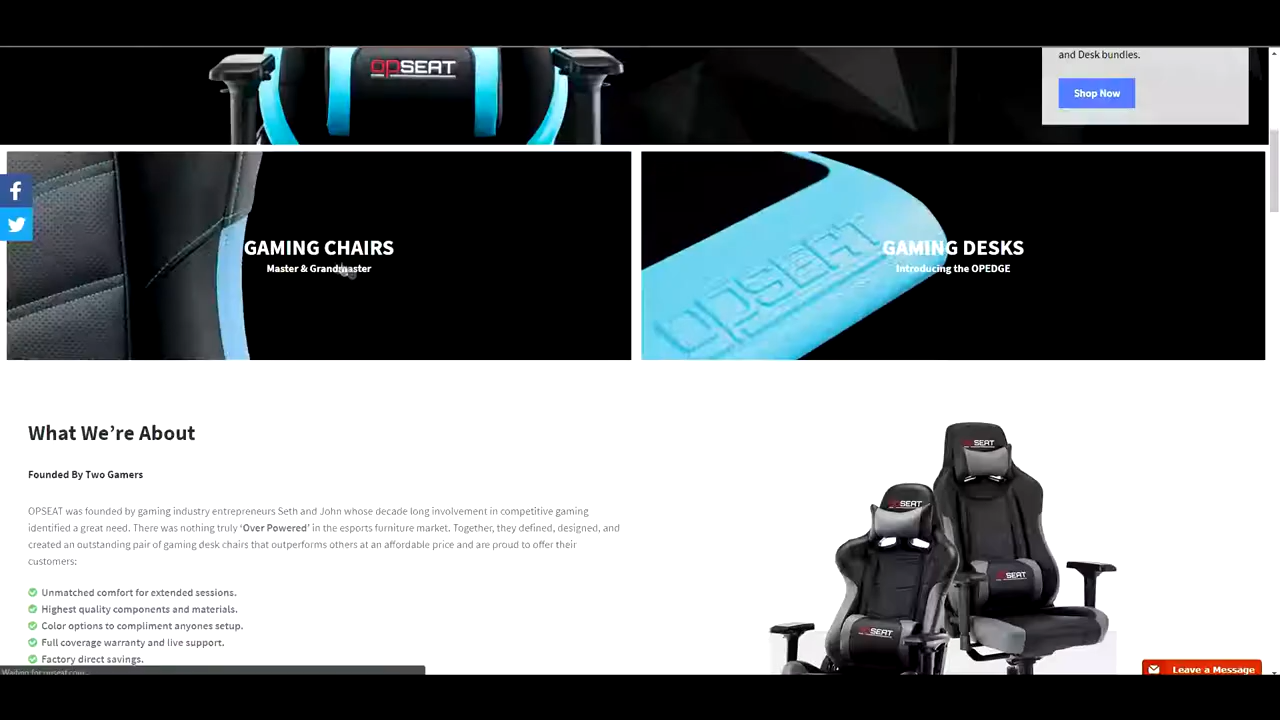 opSEAT
and Desk bundles.
Shop Now
GAMING CHAIRS
Master & Grandmaster
opSEAT
GAMING DESKS
Introducing the OPEDGE
What We’re About
Founded By Two Gamers
OPSEAT was founded by gaming industry entrepreneurs Seth and John whose decade long involvement in competitive gaming
identified a great need. There was nothing truly ‘Over Powered’ in the esports furniture market. Together, they defined, designed, and
created an outstanding pair of gaming desk chairs that outperforms others at an affordable price and are proud to offer their
customers:
Unmatched comfort for extended sessions.
Highest quality components and materials.
Color options to compliment anyones setup.
Full coverage warranty and live support.
Factory direct savings.
opSEAT
opSEAT
opSEAT
opSEAT
Waiting for opseat.com...
Leave a Message